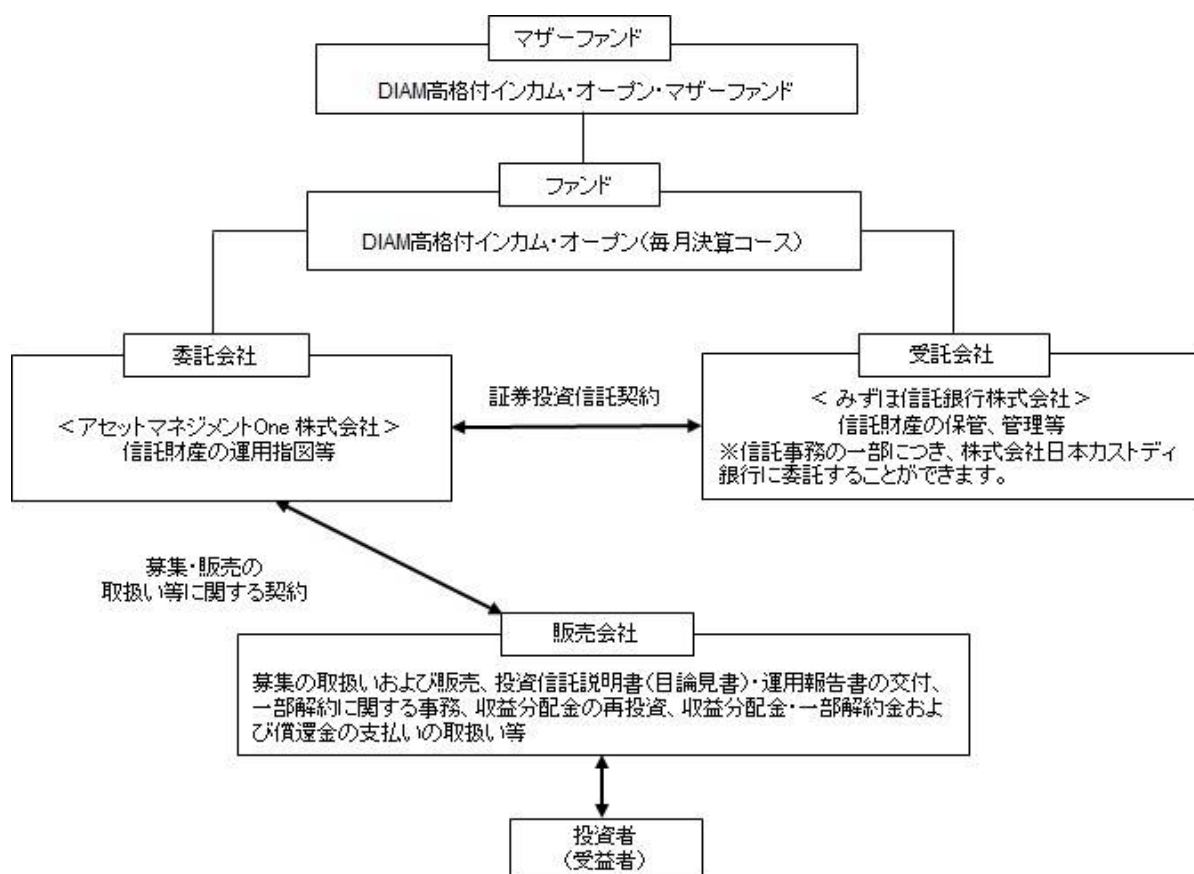 マザーファンド
DIAM高格付インカム・オープン・マザーファンド
ファンド
DIAM高格付インカム・オープン(毎月決算コース)
委託会社
<アセットマネジメントOne 株式会社>
信託財産の運用指図等
証券投資信託契約
受託会社
< みずほ信託銀行株式会社>
信託財産の保管、管理等
※信託事務の一部につき、株式会社日本カストディ
銀行に委託することができます。
募集・販売の
取扱い等に関する契約
販売会社
募集の取扱いおよび販売、投資信託説明書(目論見書)・運用報告書の交付、
一部解約に関する事務、収益分配金の再投資、収益分配金・一部解約金およ
び償還金の支払いの取扱い等
投資者
(受益者)